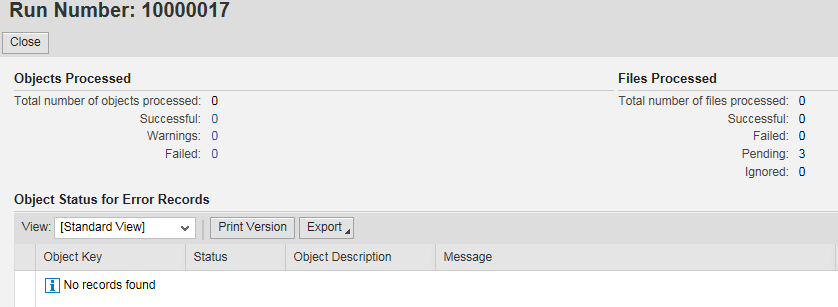 Run Number: 10000017
Close
Objects Processed
Total number of objects processed: 0
Successful: 0
Warnings: 0
Failed: 0
Files Processed
Total number of files processed: 0
Successful: 0
Failed: 0
Pending: 3
Ignored: 0
Object Status for Error Records
View: [Standard View] Print Version Export
Object Key Status Object Description Message
No records found